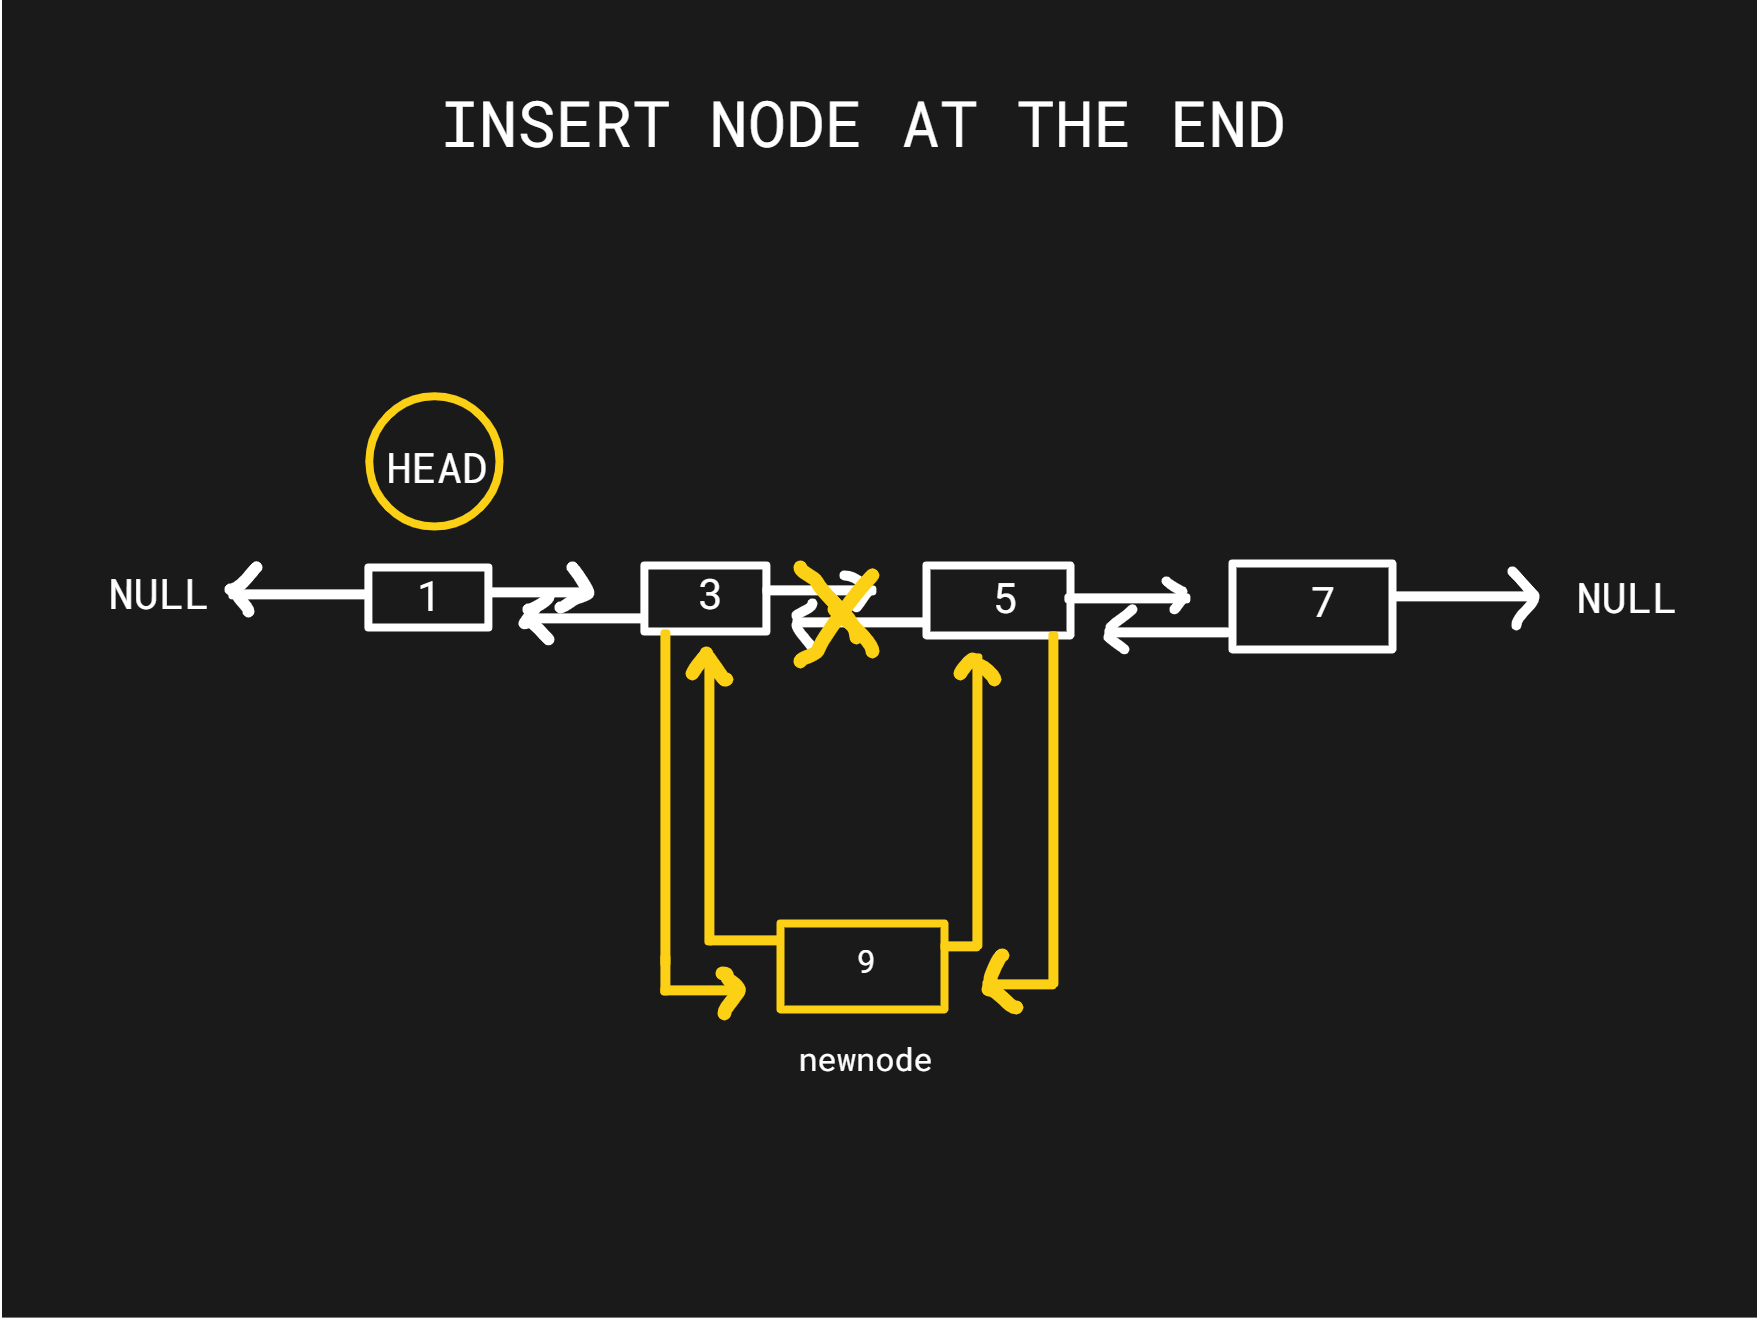 INSERT NODE AT THE END
HEAD
NULL 1 3 5 7 NULL
9
newnode